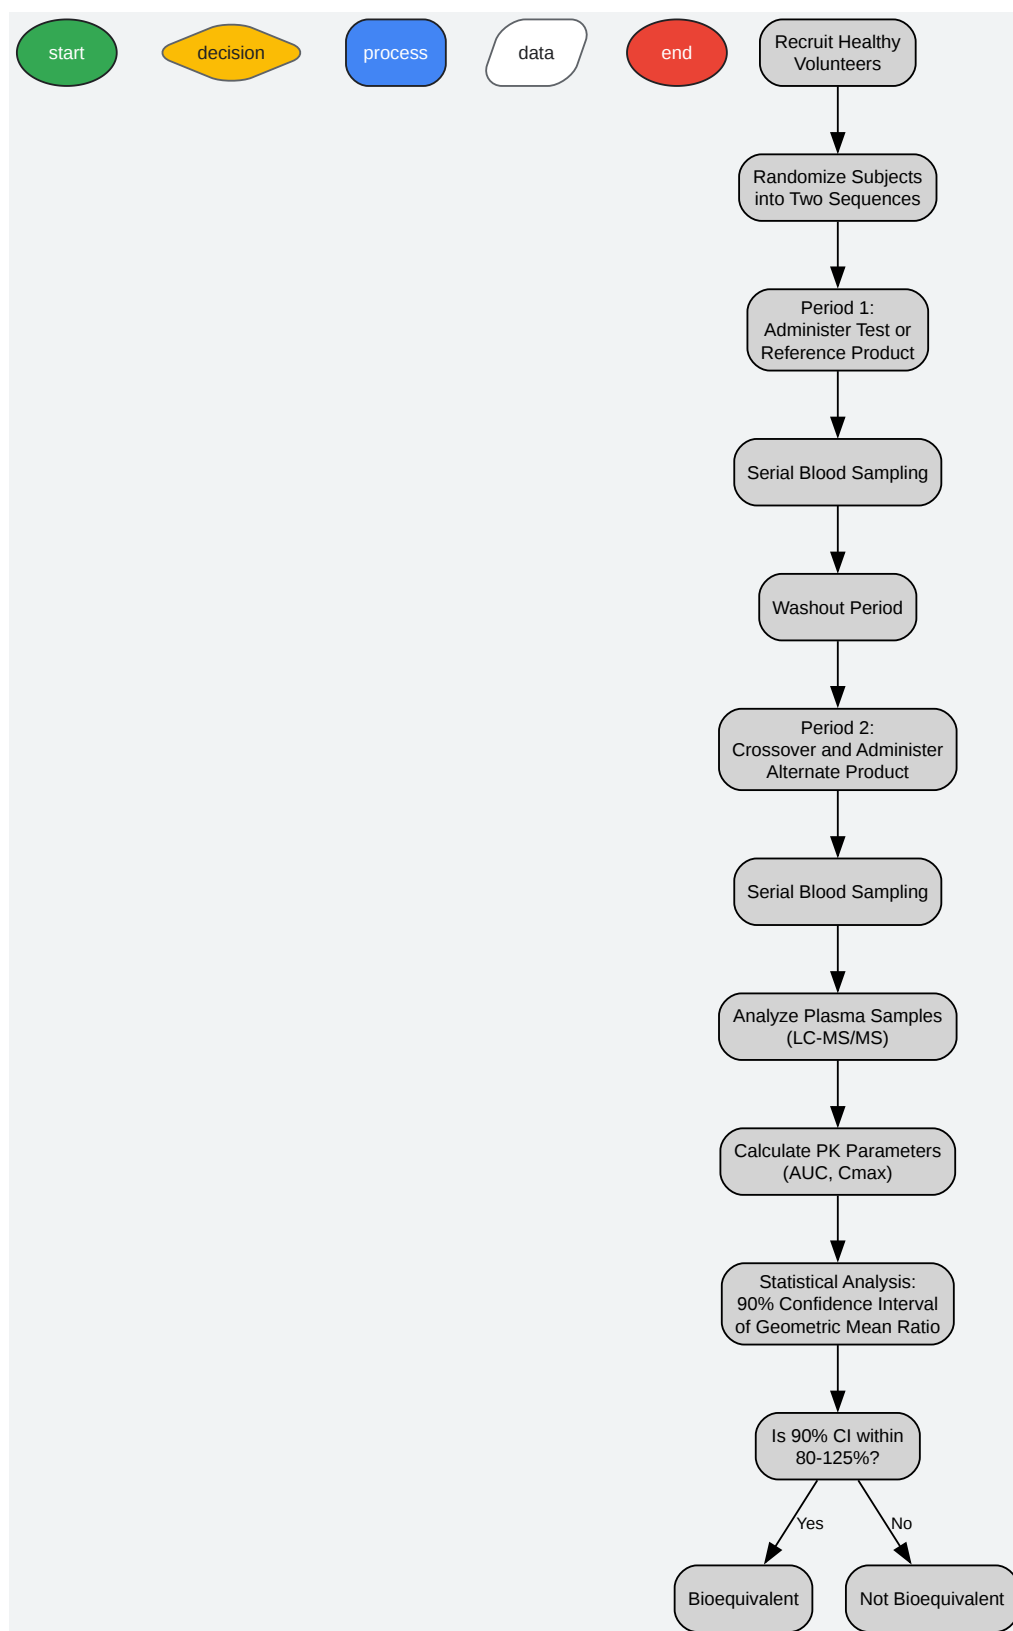 start
decision
process
data
end
Recruit Healthy
Volunteers
Randomize Subjects
into Two Sequences
Period 1:
Administer Test or
Reference Product
Serial Blood Sampling
Washout Period
Period 2:
Crossover and Administer
Alternate Product
Serial Blood Sampling
Analyze Plasma Samples
(LC-MS/MS)
Calculate PK Parameters
(AUC, Cmax)
Statistical Analysis:
90% Confidence Interval
of Geometric Mean Ratio
Is 90% CI within
80-125%?
Yes
No
Bioequivalent
Not Bioequivalent